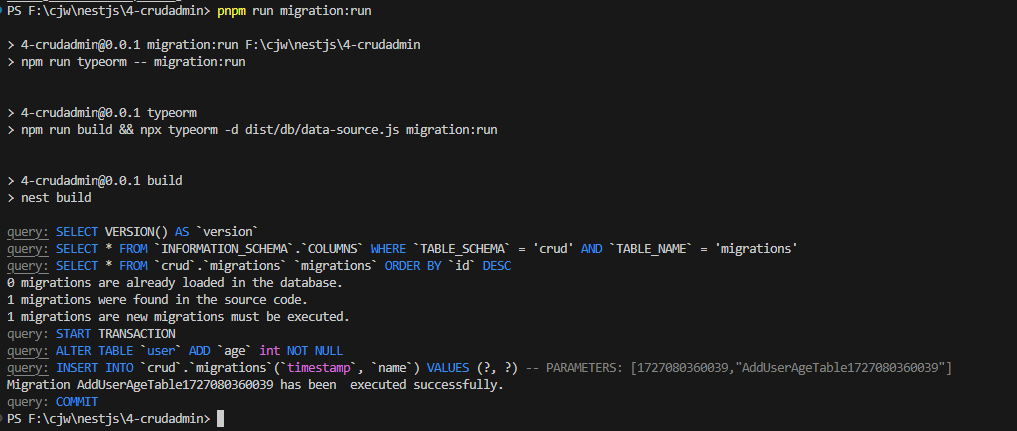 PS F:\cjw\nestjs\4-crudadmin> pnpm run migration:run
> 4-crudadmin@0.0.1 migration:run F:\cjw\nestjs\4-crudadmin
> npm run typeorm -- migration:run
> 4-crudadmin@0.0.1 typeorm
> npm run build && npx typeorm -d dist/db/data-source.js migration:run
> 4-crudadmin@0.0.1 build
> nest build
query: SELECT VERSION() AS `version`
query: SELECT * FROM `INFORMATION_SCHEMA`.`COLUMNS` WHERE `TABLE_SCHEMA` = 'crud' AND `TABLE_NAME` = 'migrations'
query: SELECT * FROM `crud`.`migrations` `migrations` ORDER BY `id` DESC
0 migrations are already loaded in the database.
1 migrations were found in the source code.
1 migrations are new migrations must be executed.
query: START TRANSACTION
query: ALTER TABLE `user` ADD `age` int NOT NULL
query: INSERT INTO `crud`.`migrations`(`timestamp`, `name`) VALUES (?, ?) -- PARAMETERS: [1727080360039,"AddUserAgeTable1727080360039"]
Migration AddUserAgeTable1727080360039 has been  executed successfully.
query: COMMIT
PS F:\cjw\nestjs\4-crudadmin>